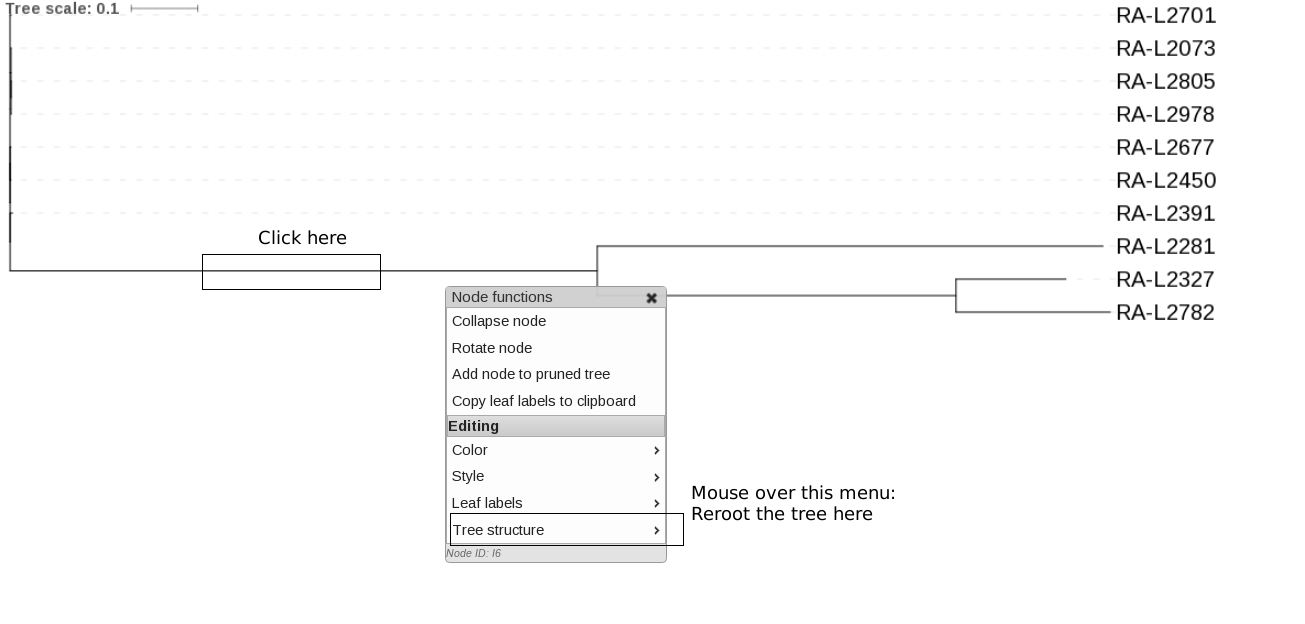 Tree scale: 0.1
RA-L2701
RA-L2073
RA-L2805
RA-L2978
RA-L2677
RA-L2450
RA-L2391
Click here
RA-L2281
RA-L2327
RA-L2782
Node functions
Collapse node
Rotate node
Add node to pruned tree
Copy leaf labels to clipboard
Editing
Color
Style
Leaf labels
Tree structure
Node ID: I6
Mouse over this menu:
Reroot the tree here